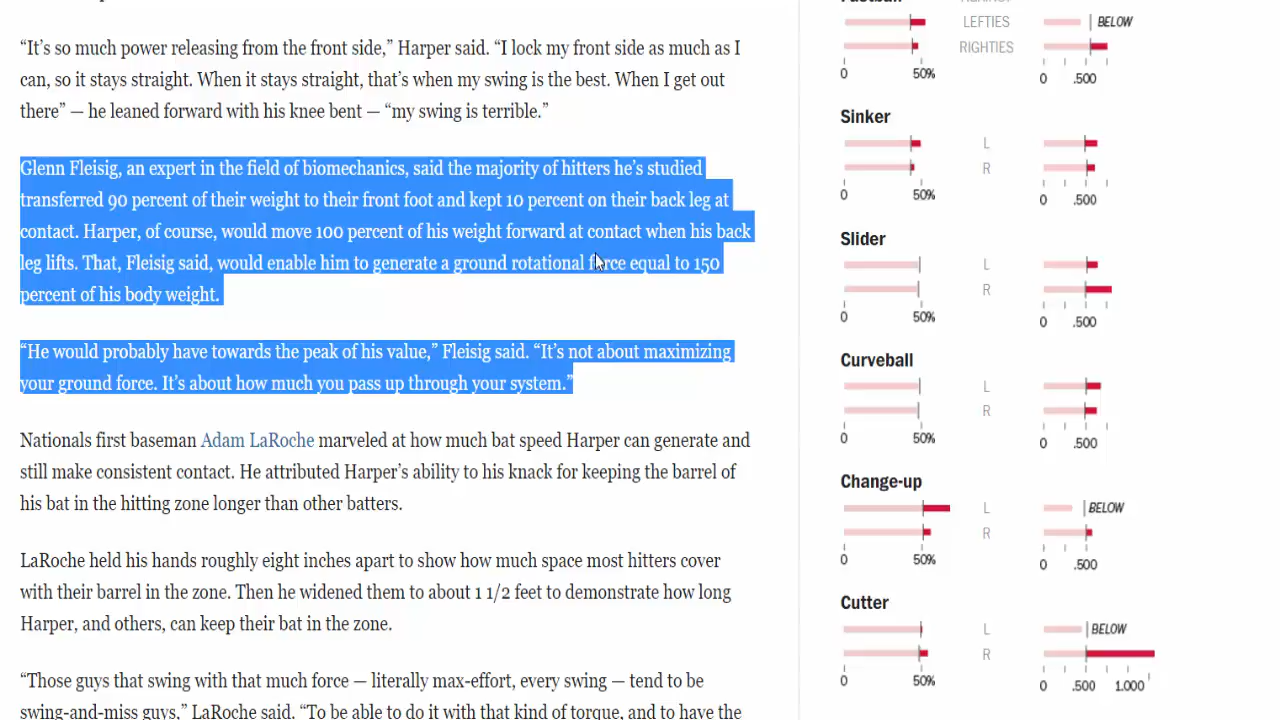 “It’s so much power releasing from the front side,” Harper said. “I lock my front side as much as I
can, so it stays straight. When it stays straight, that’s when my swing is the best. When I get out
there” — he leaned forward with his knee bent — “my swing is terrible.”
Glenn Fleisig, an expert in the field of biomechanics, said the majority of hitters he’s studied
transferred 90 percent of their weight to their front foot and kept 10 percent on their back leg at
contact. Harper, of course, would move 100 percent of his weight forward at contact when his back
leg lifts. That, Fleisig said, would enable him to generate a ground rotational force equal to 150
percent of his body weight.
“He would probably have towards the peak of his value,” Fleisig said. “It’s not about maximizing
your ground force. It’s about how much you pass up through your system.”
Nationals first baseman Adam LaRoche marveled at how much bat speed Harper can generate and
still make consistent contact. He attributed Harper’s ability to his knack for keeping the barrel of
his bat in the hitting zone longer than other batters.
LaRoche held his hands roughly eight inches apart to show how much space most hitters cover
with their barrel in the zone. Then he widened them to about 1 1/2 feet to demonstrate how long
Harper, and others, can keep their bat in the zone.
“Those guys that swing with that much force — literally max-effort, every swing — tend to be
swing-and-miss guys,” LaRoche said. “To be able to do it with that kind of torque, and to have the
LEFTIES BELOW
RIGHTIES
0 50% 0 .500
Sinker
L
R
0 50% 0 .500
Slider
L
R
0 50% 0 .500
Curveball
L
R
0 50% 0 .500
Change-up
L BELOW
R
0 50% 0 .500
Cutter
L BELOW
R
0 50% 0 .500 1.000